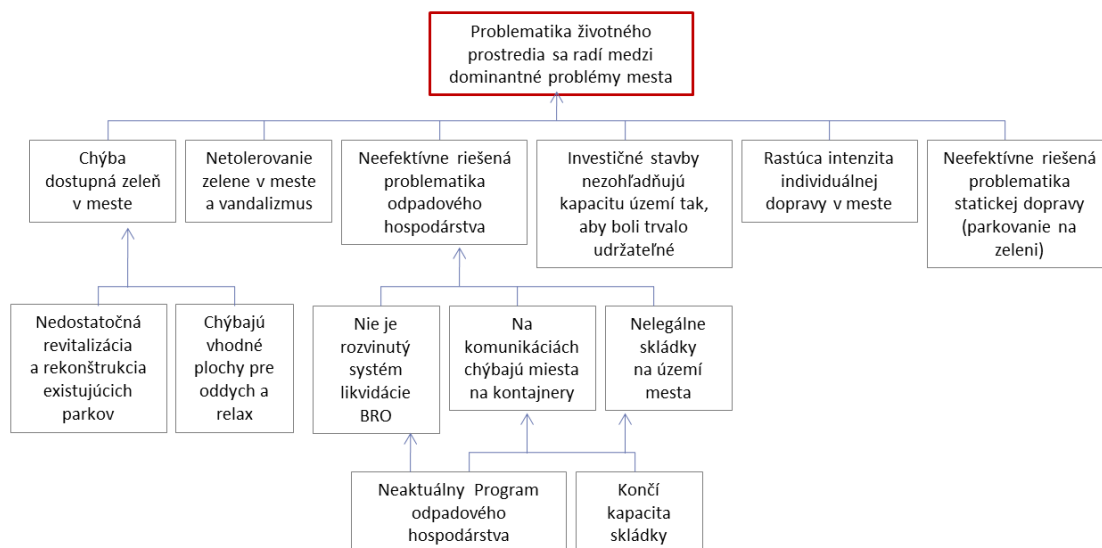 Problematika životného
prostredia sa radí medzi
dominantné problémy mesta
Chýba
dostupná zeleň
v meste
Netolerovanie
zelene v meste
a vandalizmus
Neefektívne riešená
problematika
odpadového
hospodárstva
Investičné stavby
nezohľadňujú
kapacitu území tak,
aby boli trvalo
udržateľné
Rastúca intenzita
individuálnej
dopravy v meste
Neefektívne riešená
problematika
statickej dopravy
(parkovanie na
zeleni)
Nedostatočná
revitalizácia
a rekonštrukcia
existujúcich
parkov
Chýbajú
vhodné
plochy pre
oddych a
relax
Nie je
rozvinutý
systém
likvidácie
BRO
Na
komunikáciách
chýbajú miesta
na kontajnery
Nelegálne
skládky
na území
mesta
Neaktuálny Program
odpadového
hospodárstva
Končí
kapacita
skládky